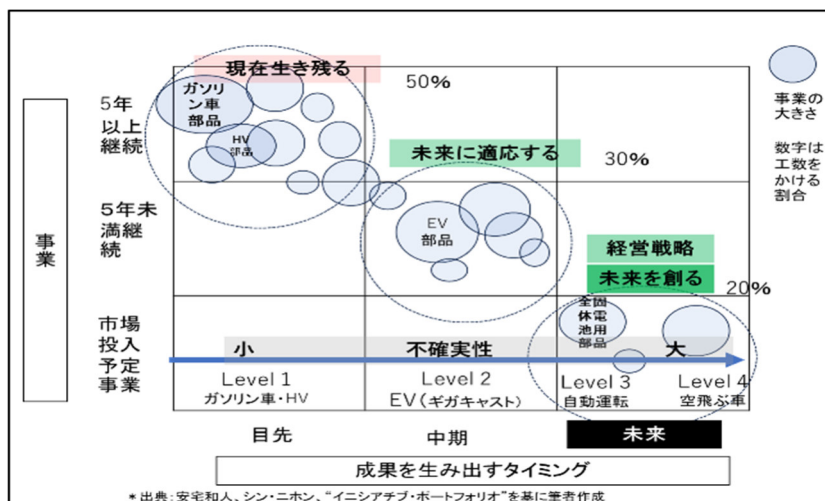 現在生き残る
50%
ガソリ
ン車
部品
HV
部品
5年
以上
継続
未来に適応する
30%
事業の
大きさ
数字は
工数を
かける
割合
事業
5年未
満継
続
EV
部品
経営戦略
未来を創る
20%
市場
投入
予定
事業
全固
休電
池用
部品
小
不確実性
大
Level 1
ガソリン車・HV
Level 2
EV(ギガキャスト)
Level 3
自動運転
Level 4
空飛ぶ車
目先
中期
未来
成果を生み出すタイミング
*出典:安宅和人、シン・ニホン、“イニシアチブ・ポートフォリオ”を基に筆者作成